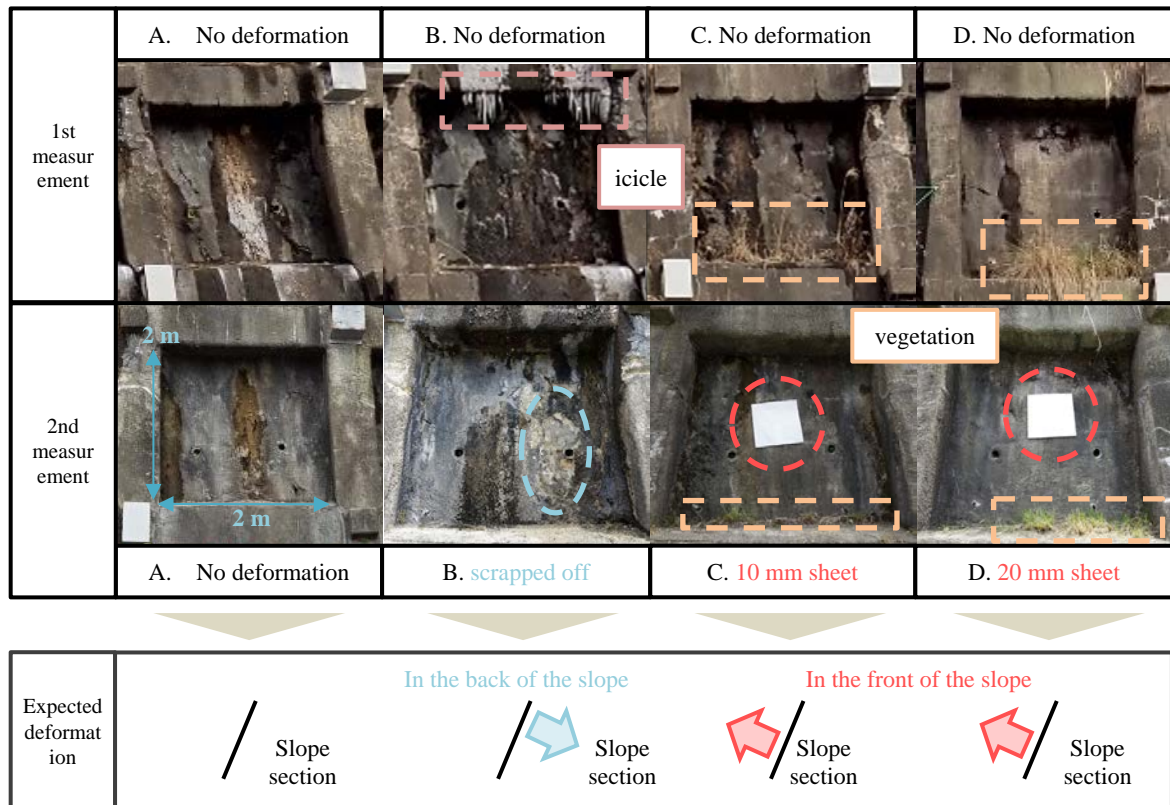 A. No deformation
B. No deformation
C. No deformation
D. No deformation
1st
measur
ement
icicle
2nd
measur
ement
2 m
2 m
vegetation
A. No deformation
B. scrapped off
C. 10 mm sheet
D. 20 mm sheet
Expected
deformat
ion
In the back of the slope
In the front of the slope
Slope
section
Slope
section
Slope
section
Slope
section